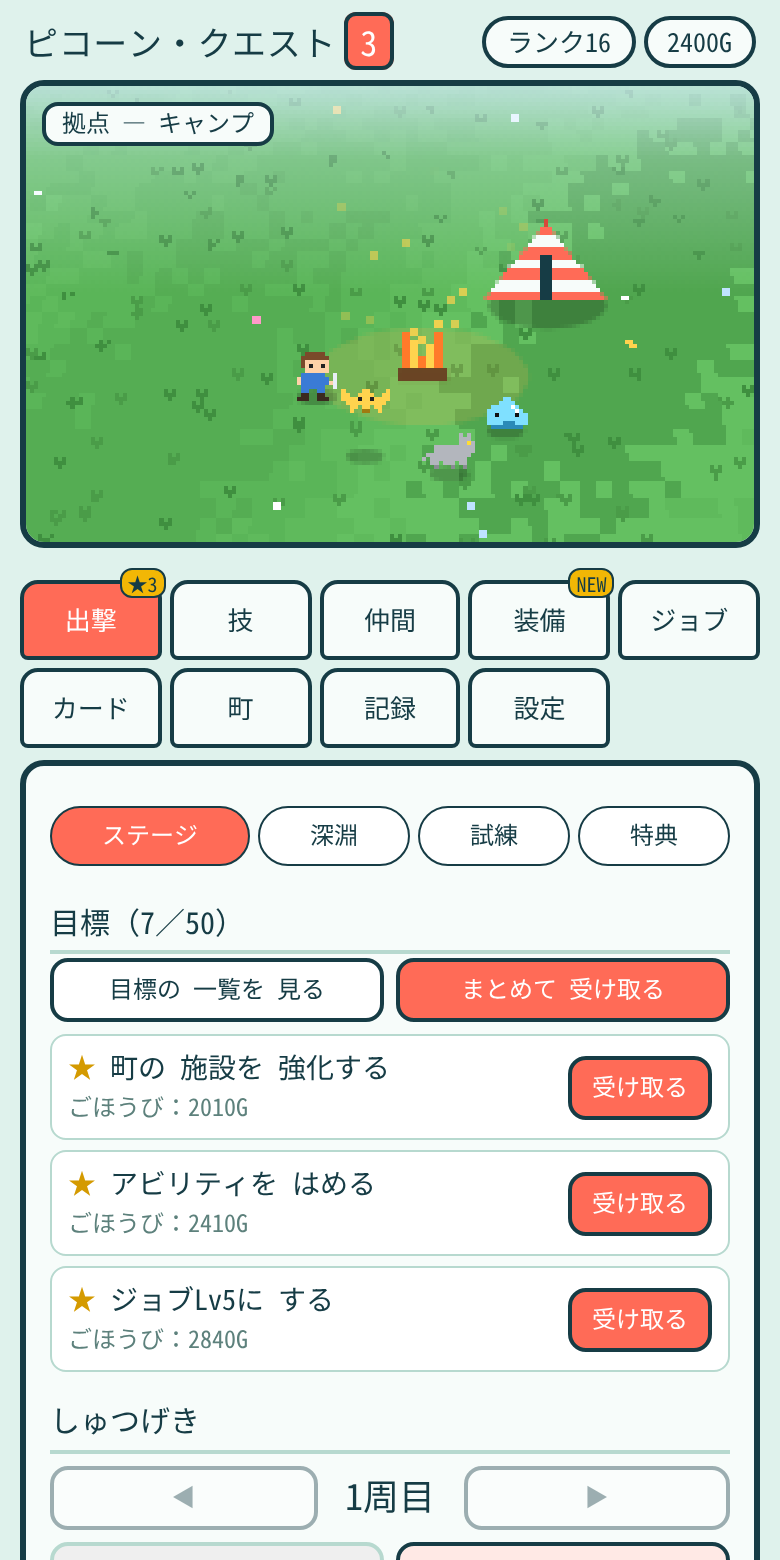 ピコーン・クエスト 3 ランク16 2400G
拠点 — キャンプ
★3 NEW
出撃 技 仲間 装備 ジョブ
カード 町 記録 設定
ステージ 深淵 試練 特典
目標（7／50）
目標の 一覧を 見る まとめて 受け取る
★ 町の 施設を 強化する
ごほうび：2010G
受け取る
★ アビリティを はめる
ごほうび：2410G
受け取る
★ ジョブLv5に する
ごほうび：2840G
受け取る
しゅつげき
◀ 1周目 ▶